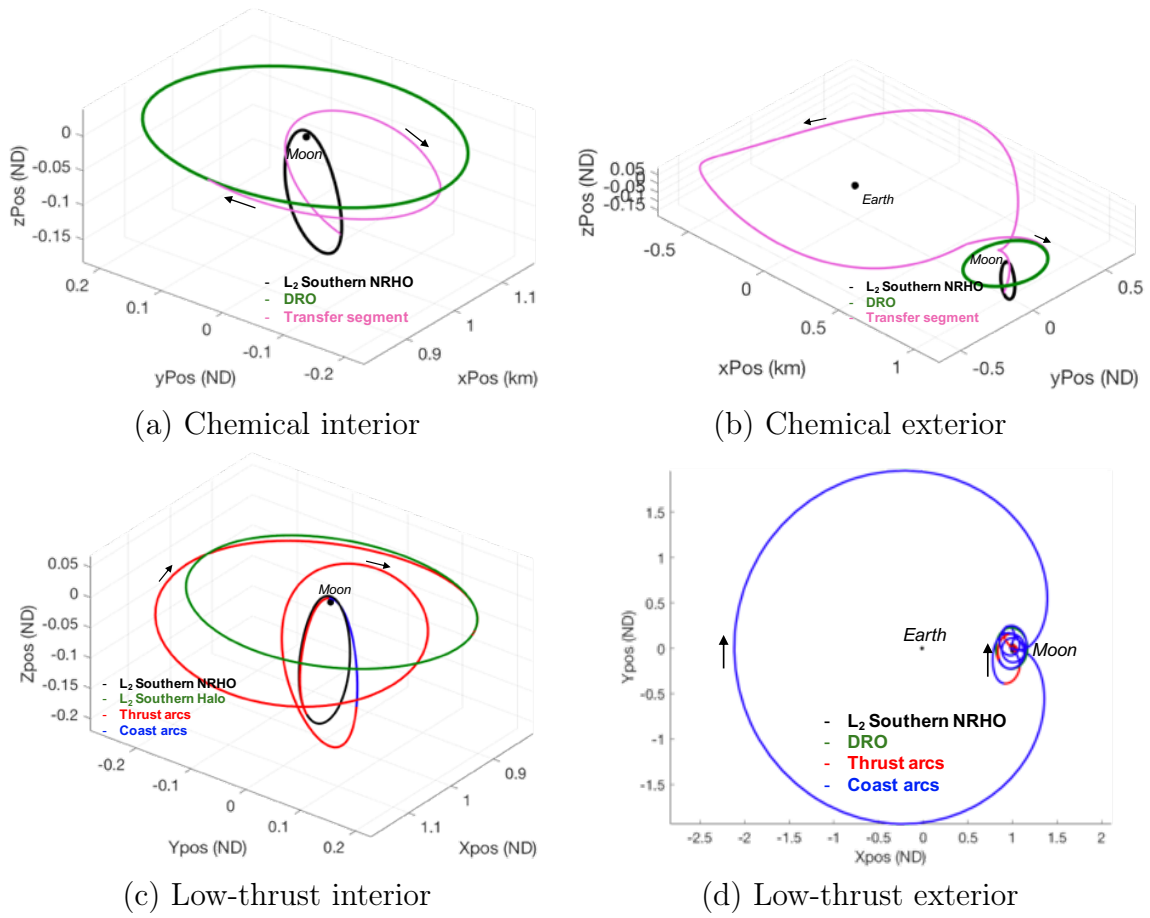 0
-0.05
-0.1
-0.15
zPos (ND)
Moon
- L₂ Southern NRHO
- DRO
- Transfer segment
0.2
0.1
0
-0.1
-0.2
yPos (ND)
0.9
1
1.1
xPos (km)
(a) Chemical interior
0.05
0
-0.05
-0.1
-0.15
zPos (ND)
Earth
Moon
- L₂ Southern NRHO
- DRO
- Transfer segment
-0.5
0
0.5
1
xPos (km)
-0.5
0
0.5
yPos (ND)
(b) Chemical exterior
0.05
0
-0.05
-0.1
-0.15
-0.2
Zpos (ND)
Moon
- L₂ Southern NRHO
- L₂ Southern Halo
- Thrust arcs
- Coast arcs
-0.2
-0.1
0
0.1
0.2
Ypos (ND)
1.1
1
0.9
Xpos (ND)
(c) Low-thrust interior
1.5
1
0.5
0
-0.5
-1
-1.5
Ypos (ND)
Earth
Moon
- L₂ Southern NRHO
- DRO
- Thrust arcs
- Coast arcs
-2.5 -2 -1.5 -1 -0.5 0 0.5 1 1.5 2
Xpos (ND)
(d) Low-thrust exterior